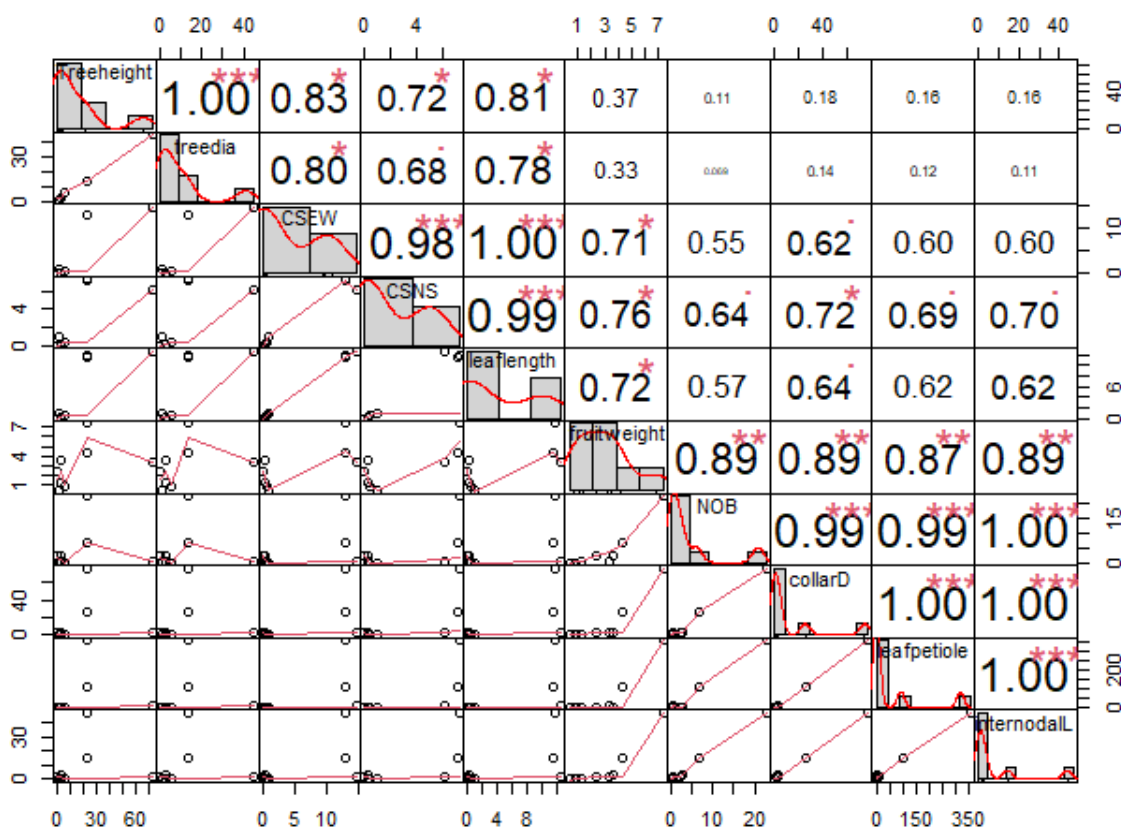 0 20 40 0 4 1 3 5 7 0 40 0 20 40
freeheight 1.00 *** 0.83 * 0.72 * 0.81 * 0.37 0.11 0.18 0.16 0.16 0 40
0 30 freedia 0.80 * 0.68 . 0.78 * 0.33 0.069 0.14 0.12 0.11
CSEW 0.98 *** 1.00 *** 0.71 * 0.55 0.62 . 0.60 0.60 0 10
0 4 CSNS 0.99 *** 0.76 * 0.64 . 0.72 * 0.69 . 0.70 .
leaflength 0.72 * 0.57 0.64 . 0.62 0.62 0 6
1 4 7 fruitweight 0.89 ** 0.89 ** 0.87 ** 0.89 **
NOB 0.99 *** 0.99 *** 1.00 *** 0 15
0 40 collarD 1.00 *** 1.00 ***
leafpetiole 1.00 *** 0 200
0 30 nternodalL
0 30 60 0 5 10 0 4 8 0 10 20 0 150 350